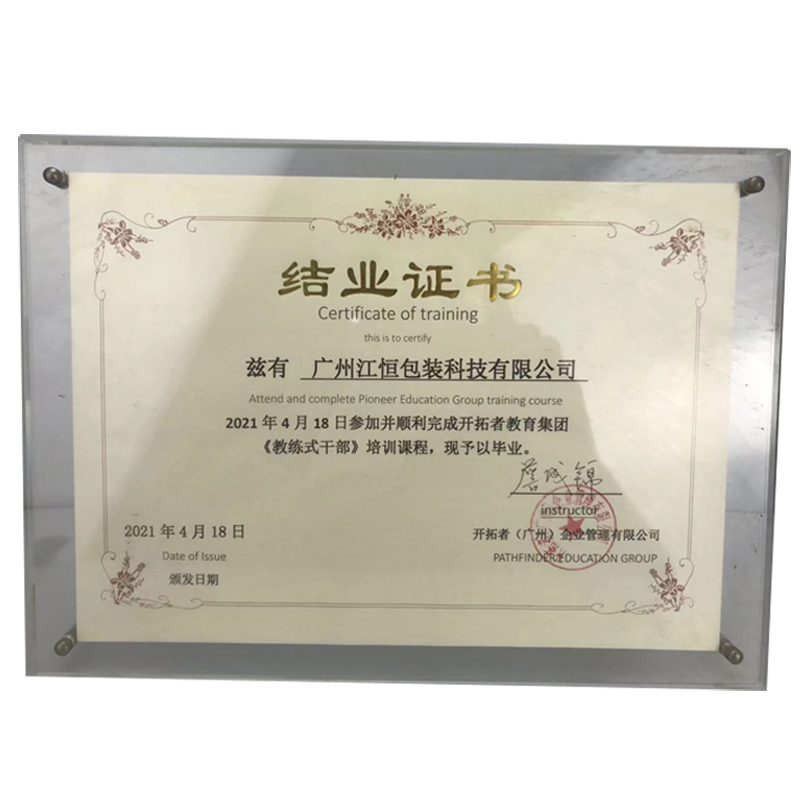 结业证书
Certificate of training
this is to certify
兹有 广州江恒包装科技有限公司
Attend and complete Pioneer Education Group training course
2021 年 4 月 18 日参加并顺利完成开拓者教育集团
《教练式干部》培训课程，现予以毕业。
詹成锦
instructor
2021 年 4 月 18 日
开拓者（广州）企业管理有限公司
Date of Issue
PATHFINDER EDUCATION GROUP
颁发日期